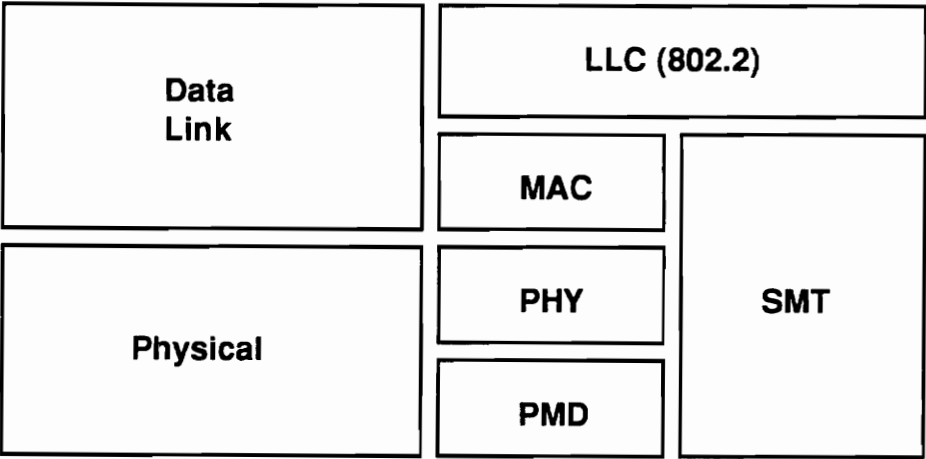 Data
Link
LLC (802.2)
MAC
PHY
SMT
Physical
PMD